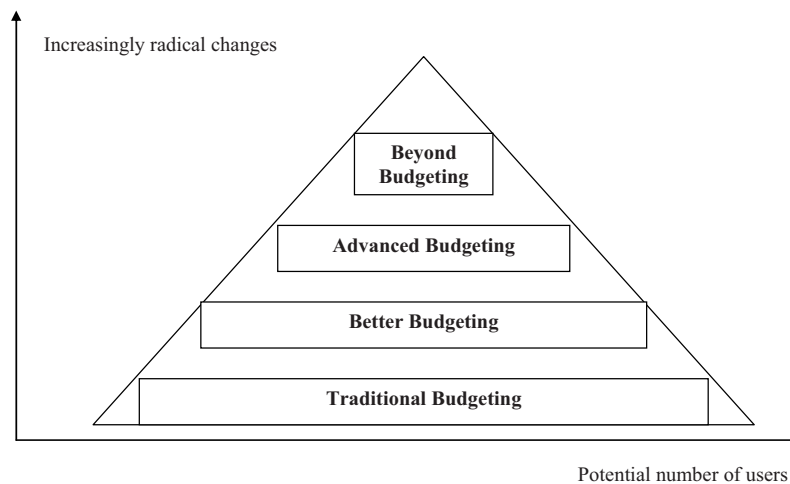 Increasingly radical changes
Beyond
Budgeting
Advanced Budgeting
Better Budgeting
Traditional Budgeting
Potential number of users